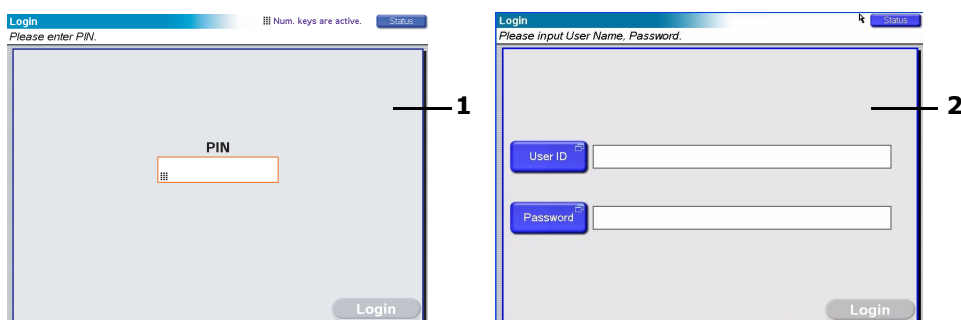 Login
Num. keys are active.
Status
Please enter PIN.
PIN
Login
1
Login
Status
Please input User Name, Password.
User ID
Password
Login
2